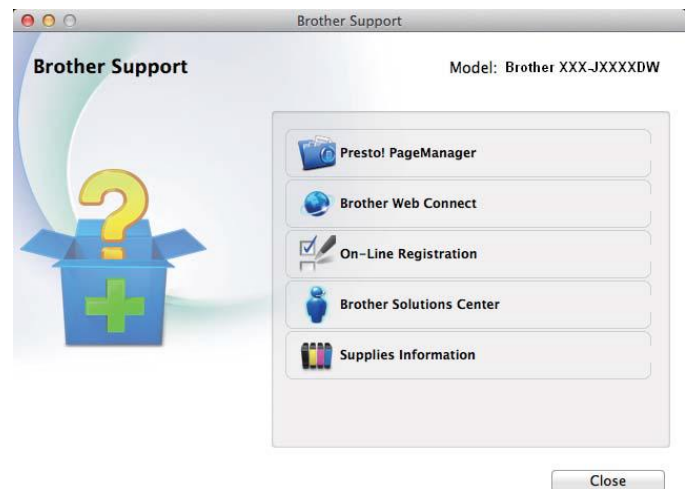 Brother Support
Brother Support
Model: Brother XXX-JXXXXDW
Presto! PageManager
Brother Web Connect
On-Line Registration
Brother Solutions Center
Supplies Information
Close